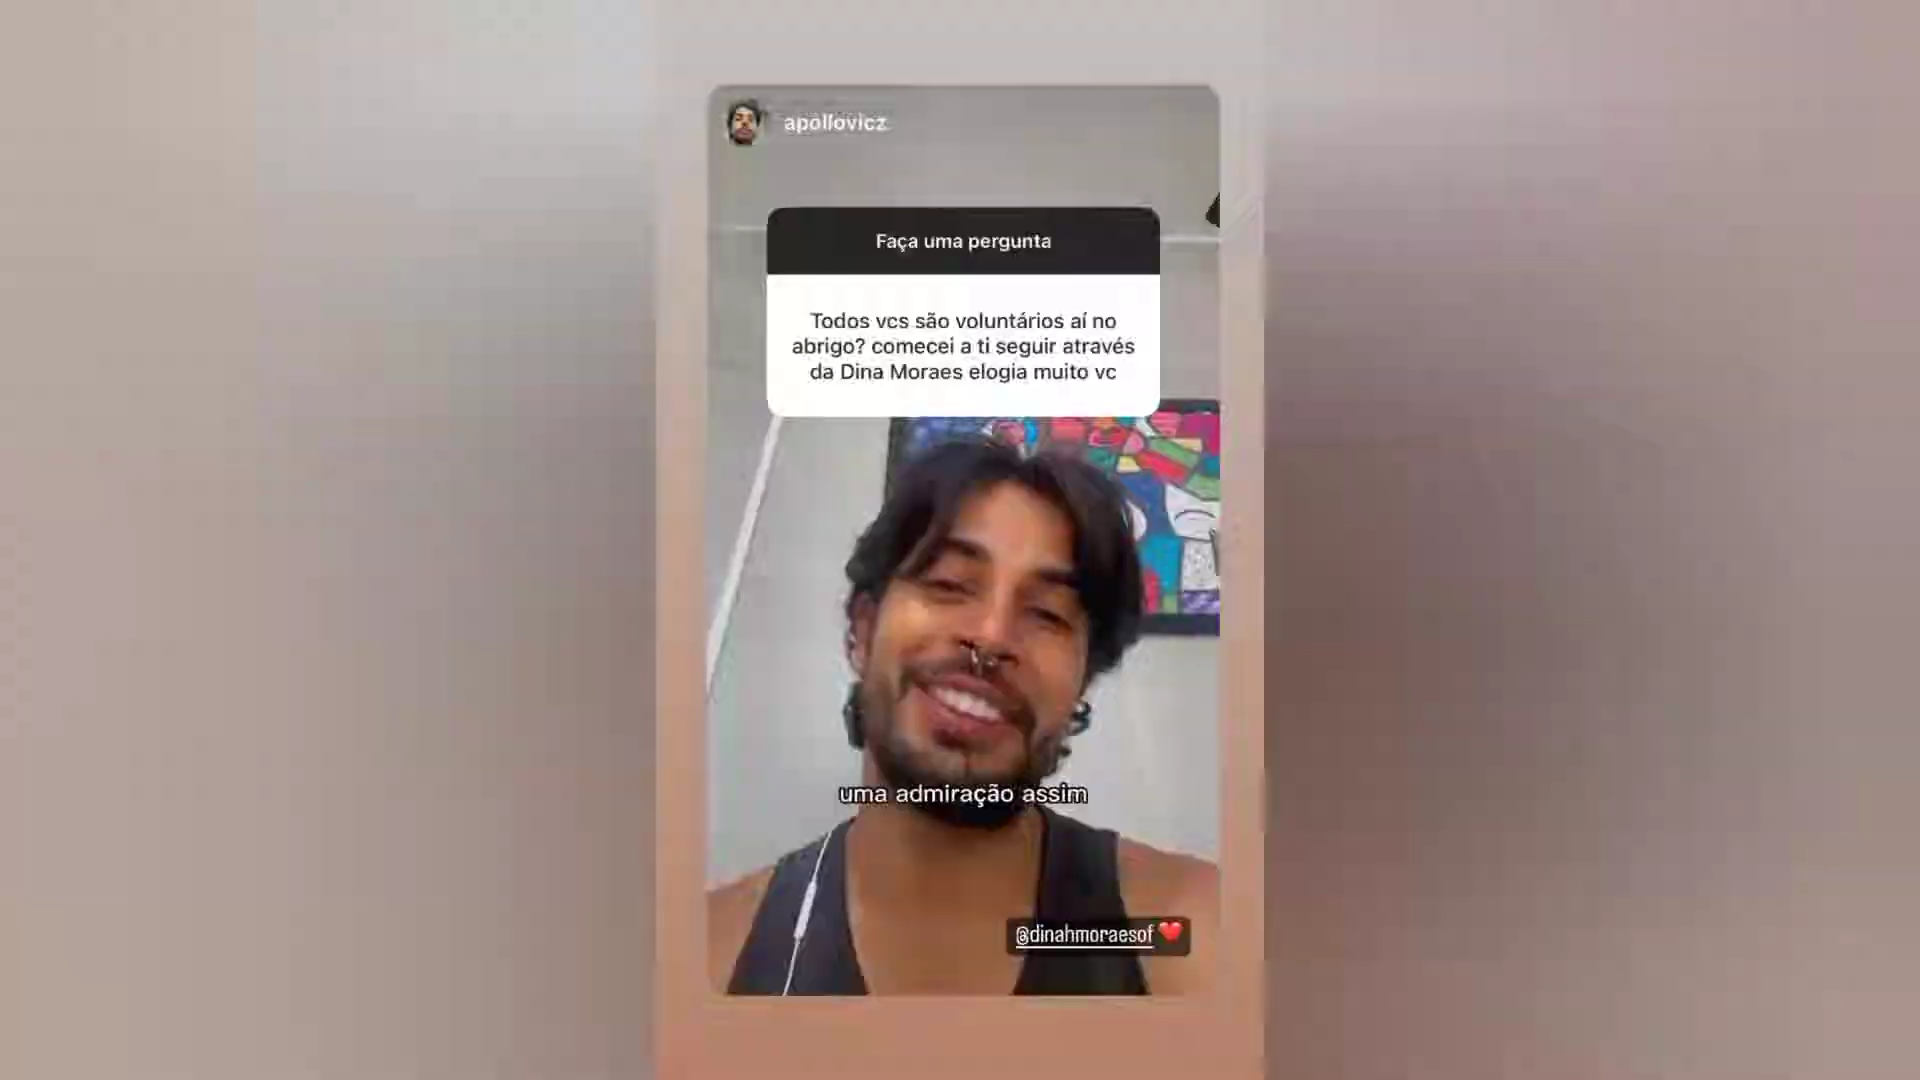 apollovicz
Faça uma pergunta
Todos vcs são voluntários aí no
abrigo? comecei a ti seguir através
da Dina Moraes elogia muito vc
uma admiração assim
@dinahmoraesof ❤️